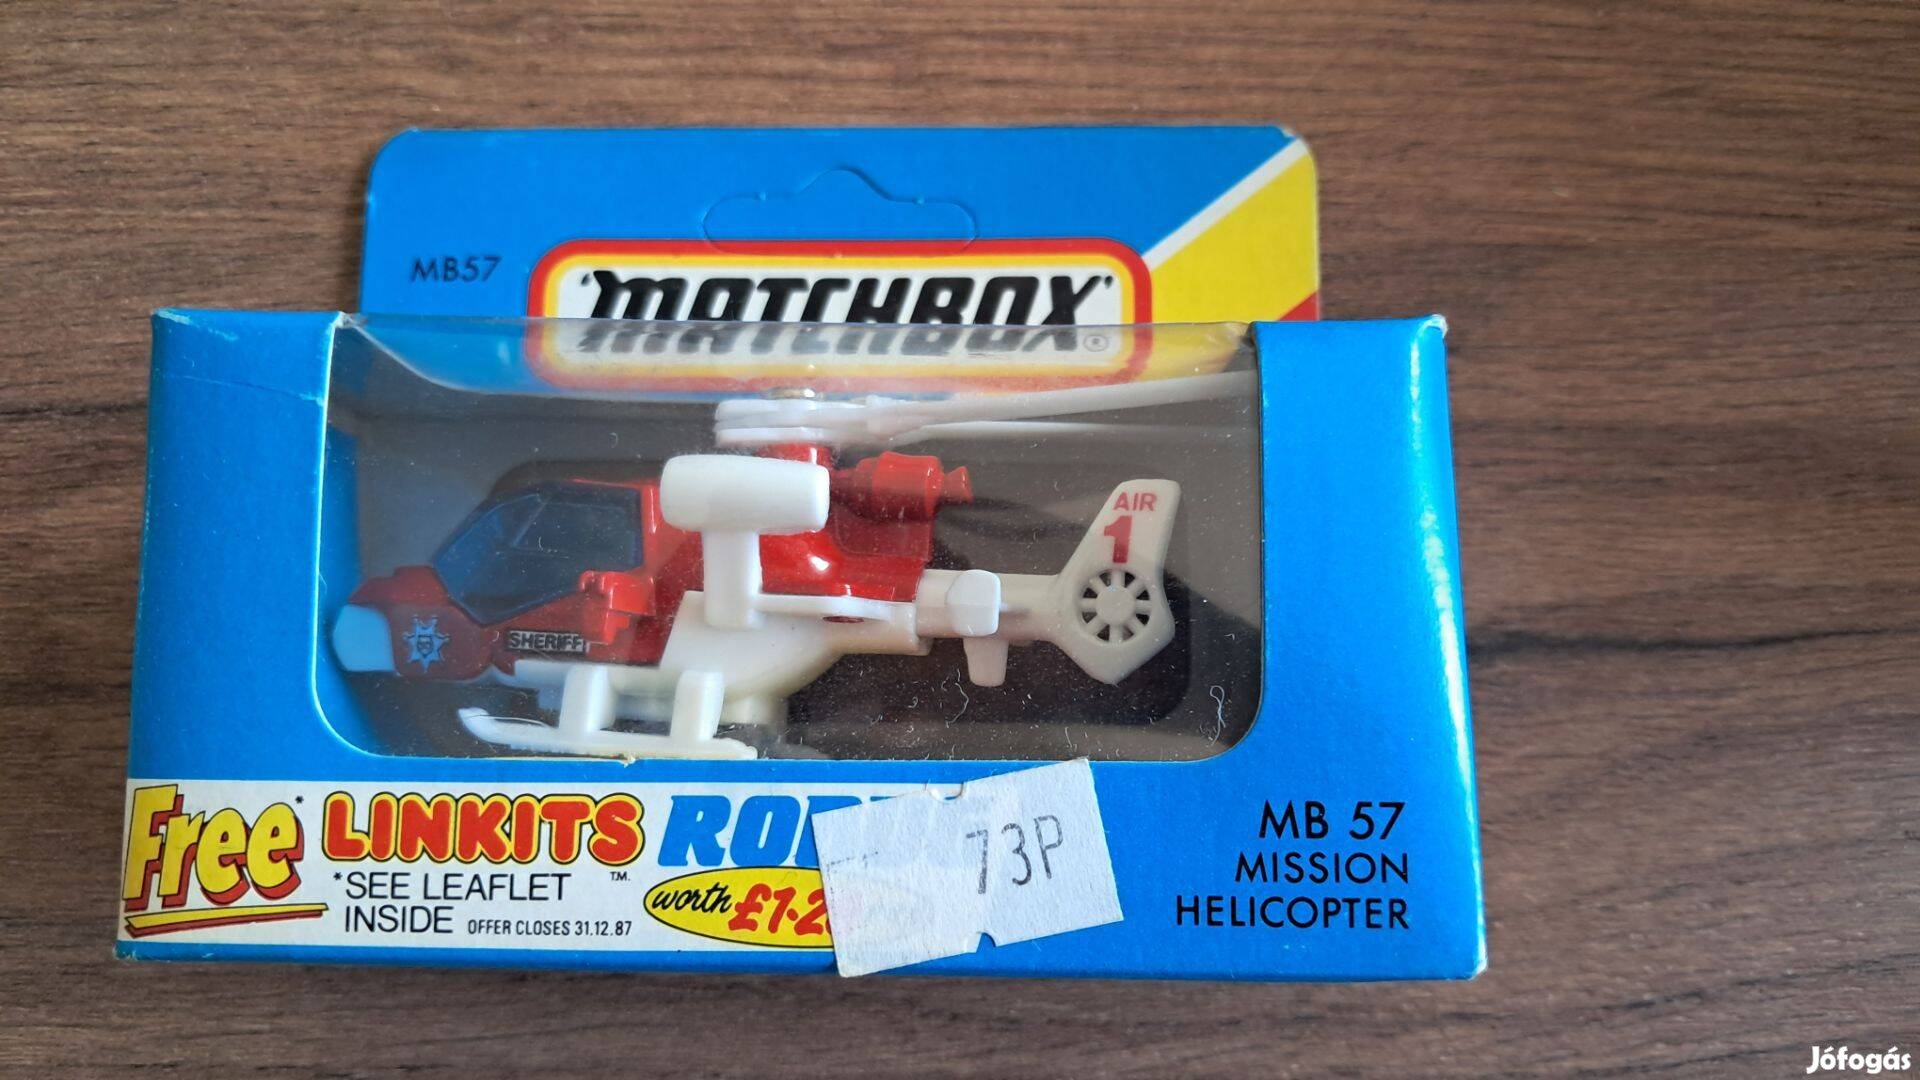 MB57
'MATCHBOX'®
AIR
1
SHERIFF
Free*
LINKITS™
*SEE LEAFLET
INSIDE
OFFER CLOSES 31.12.87
worth
73P
MB 57
MISSION
HELICOPTER
Jófogás